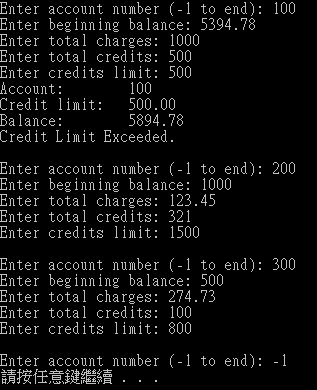 Enter account number (-1 to end): 100
Enter beginning balance: 5394.78
Enter total charges: 1000
Enter total credits: 500
Enter credits limit: 500
Account:        100
Credit limit:   500.00
Balance:        5894.78
Credit Limit Exceeded.

Enter account number (-1 to end): 200
Enter beginning balance: 1000
Enter total charges: 123.45
Enter total credits: 321
Enter credits limit: 1500

Enter account number (-1 to end): 300
Enter beginning balance: 500
Enter total charges: 274.73
Enter total credits: 100
Enter credits limit: 800

Enter account number (-1 to end): -1
請按任意鍵繼續 . . .